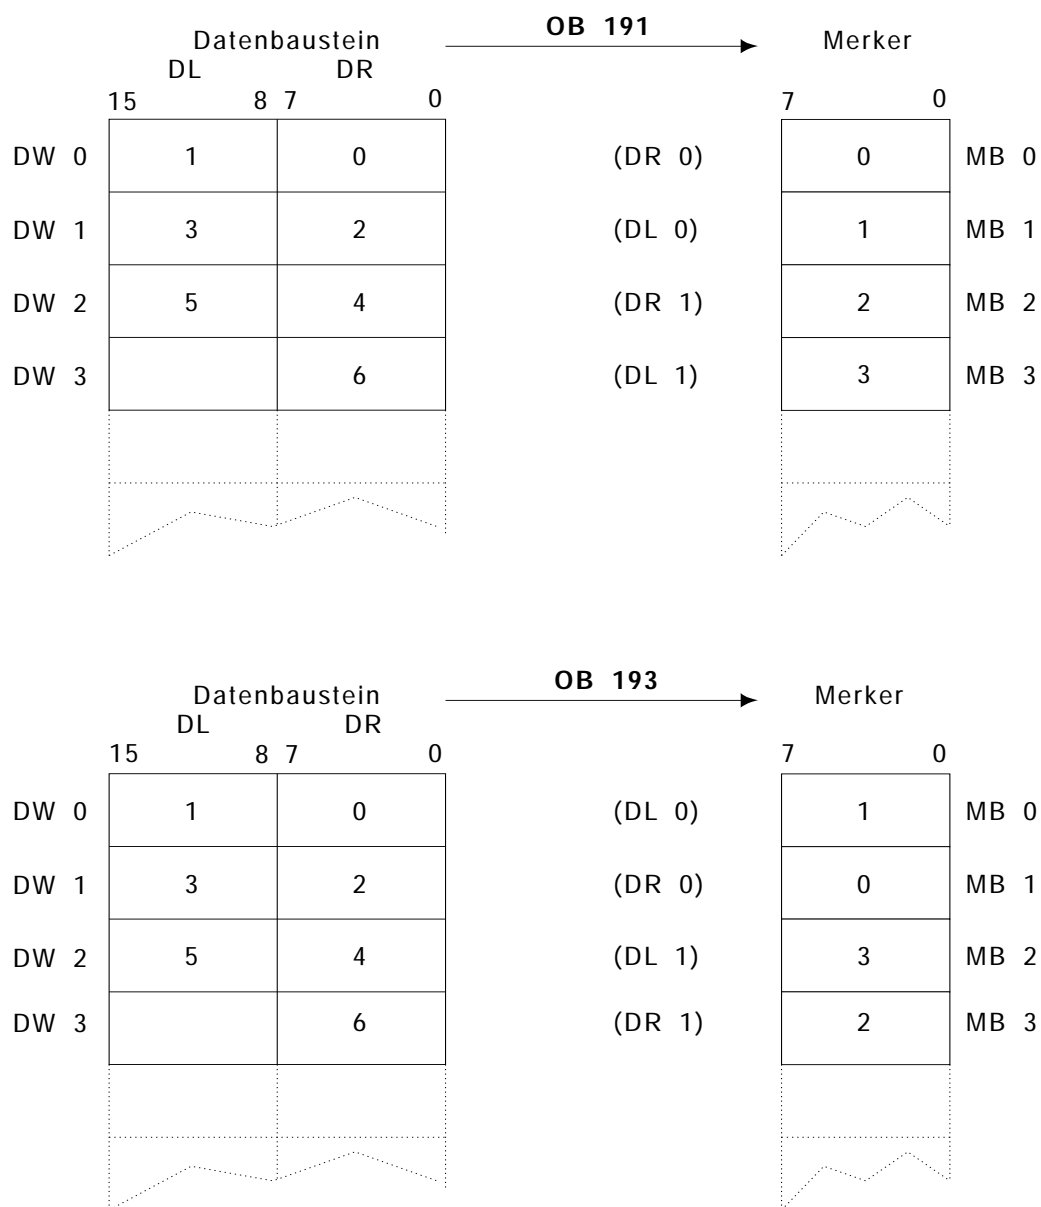 OB 191
Datenbaustein Merker
DL DR
15 8 7 0 7 0
DW 0 1 0 (DR 0) 0 MB 0
DW 1 3 2 (DL 0) 1 MB 1
DW 2 5 4 (DR 1) 2 MB 2
DW 3 6 (DL 1) 3 MB 3
OB 193
Datenbaustein Merker
DL DR
15 8 7 0 7 0
DW 0 1 0 (DL 0) 1 MB 0
DW 1 3 2 (DR 0) 0 MB 1
DW 2 5 4 (DL 1) 3 MB 2
DW 3 6 (DR 1) 2 MB 3